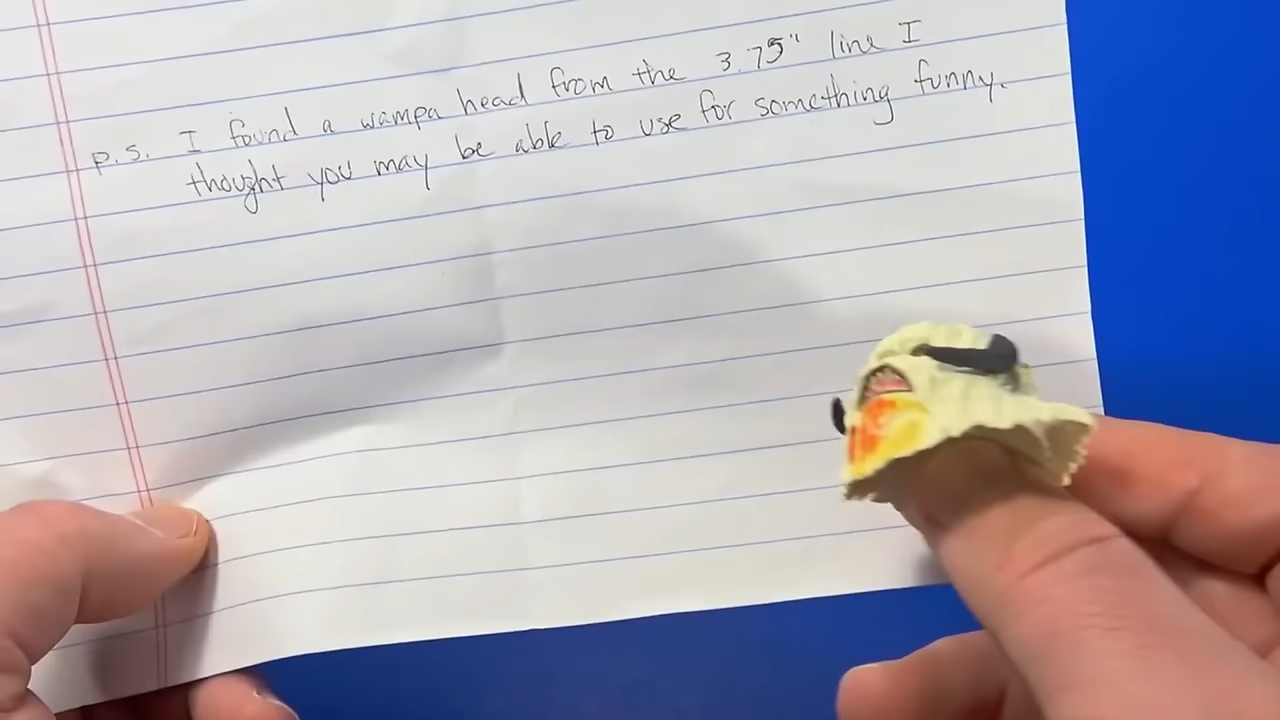 p.s. I found a wampa head from the 3.75" line I
thought you may be able to use for something funny.